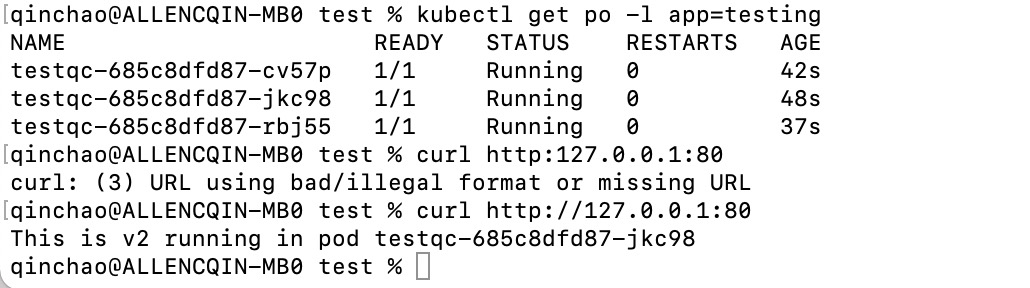 [qinchao@ALLENCQIN-MB0 test % kubectl get po -l app=testing
NAME                      READY   STATUS    RESTARTS   AGE
testqc-685c8dfd87-cv57p   1/1     Running   0          42s
testqc-685c8dfd87-jkc98   1/1     Running   0          48s
testqc-685c8dfd87-rbj55   1/1     Running   0          37s
[qinchao@ALLENCQIN-MB0 test % curl http:127.0.0.1:80
curl: (3) URL using bad/illegal format or missing URL
[qinchao@ALLENCQIN-MB0 test % curl http://127.0.0.1:80
This is v2 running in pod testqc-685c8dfd87-jkc98
qinchao@ALLENCQIN-MB0 test %